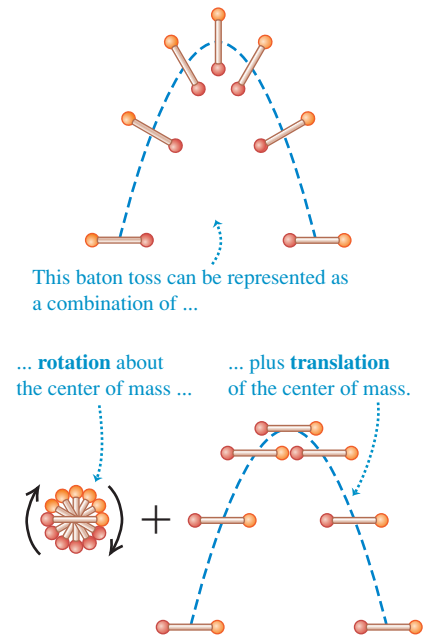 This baton toss can be represented as
a combination of ...
... rotation about
the center of mass ...
... plus translation
of the center of mass.
+